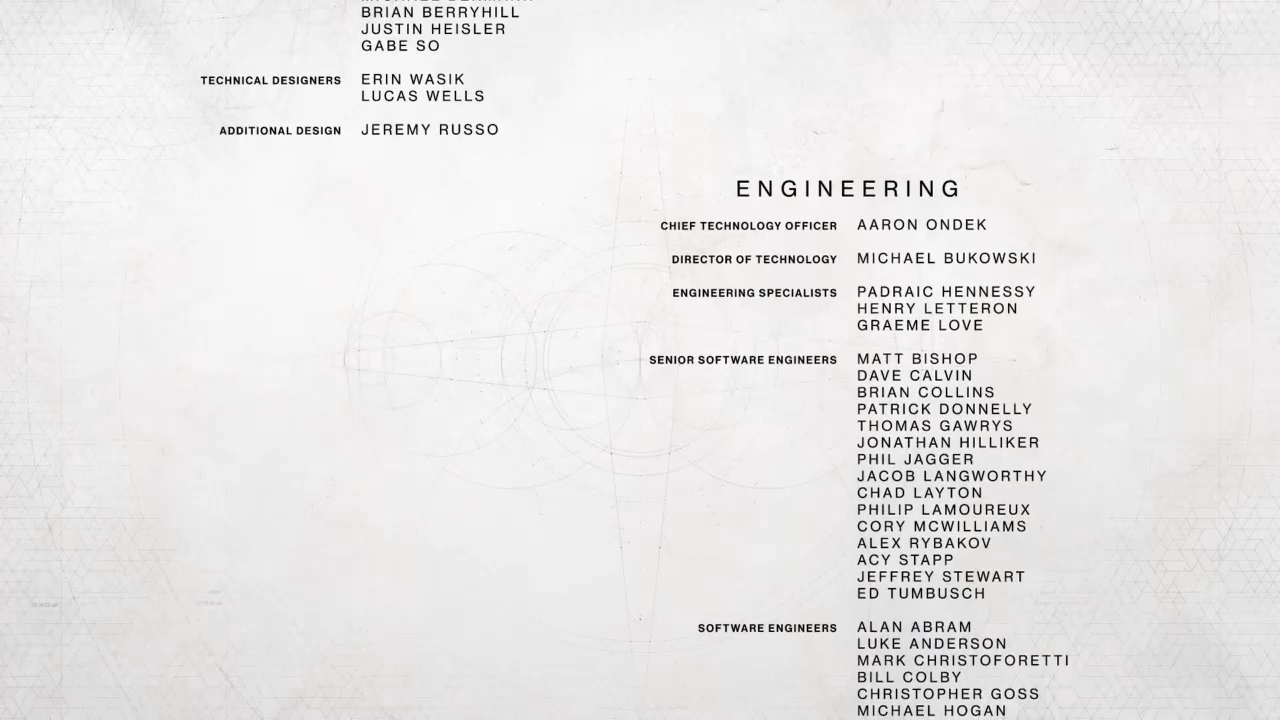 BRIAN BERRYHILL
JUSTIN HEISLER
GABE SO
TECHNICAL DESIGNERS ERIN WASIK
LUCAS WELLS
ADDITIONAL DESIGN JEREMY RUSSO
ENGINEERING
CHIEF TECHNOLOGY OFFICER AARON ONDEK
DIRECTOR OF TECHNOLOGY MICHAEL BUKOWSKI
ENGINEERING SPECIALISTS PADRAIC HENNESSY
HENRY LETTERON
GRAEME LOVE
SENIOR SOFTWARE ENGINEERS MATT BISHOP
DAVE CALVIN
BRIAN COLLINS
PATRICK DONNELLY
THOMAS GAWRYS
JONATHAN HILLIKER
PHIL JAGGER
JACOB LANGWORTHY
CHAD LAYTON
PHILIP LAMOUREUX
CORY MCWILLIAMS
ALEX RYBAKOV
ACY STAPP
JEFFREY STEWART
ED TUMBUSCH
SOFTWARE ENGINEERS ALAN ABRAM
LUKE ANDERSON
MARK CHRISTOFORETTI
BILL COLBY
CHRISTOPHER GOSS
MICHAEL HOGAN